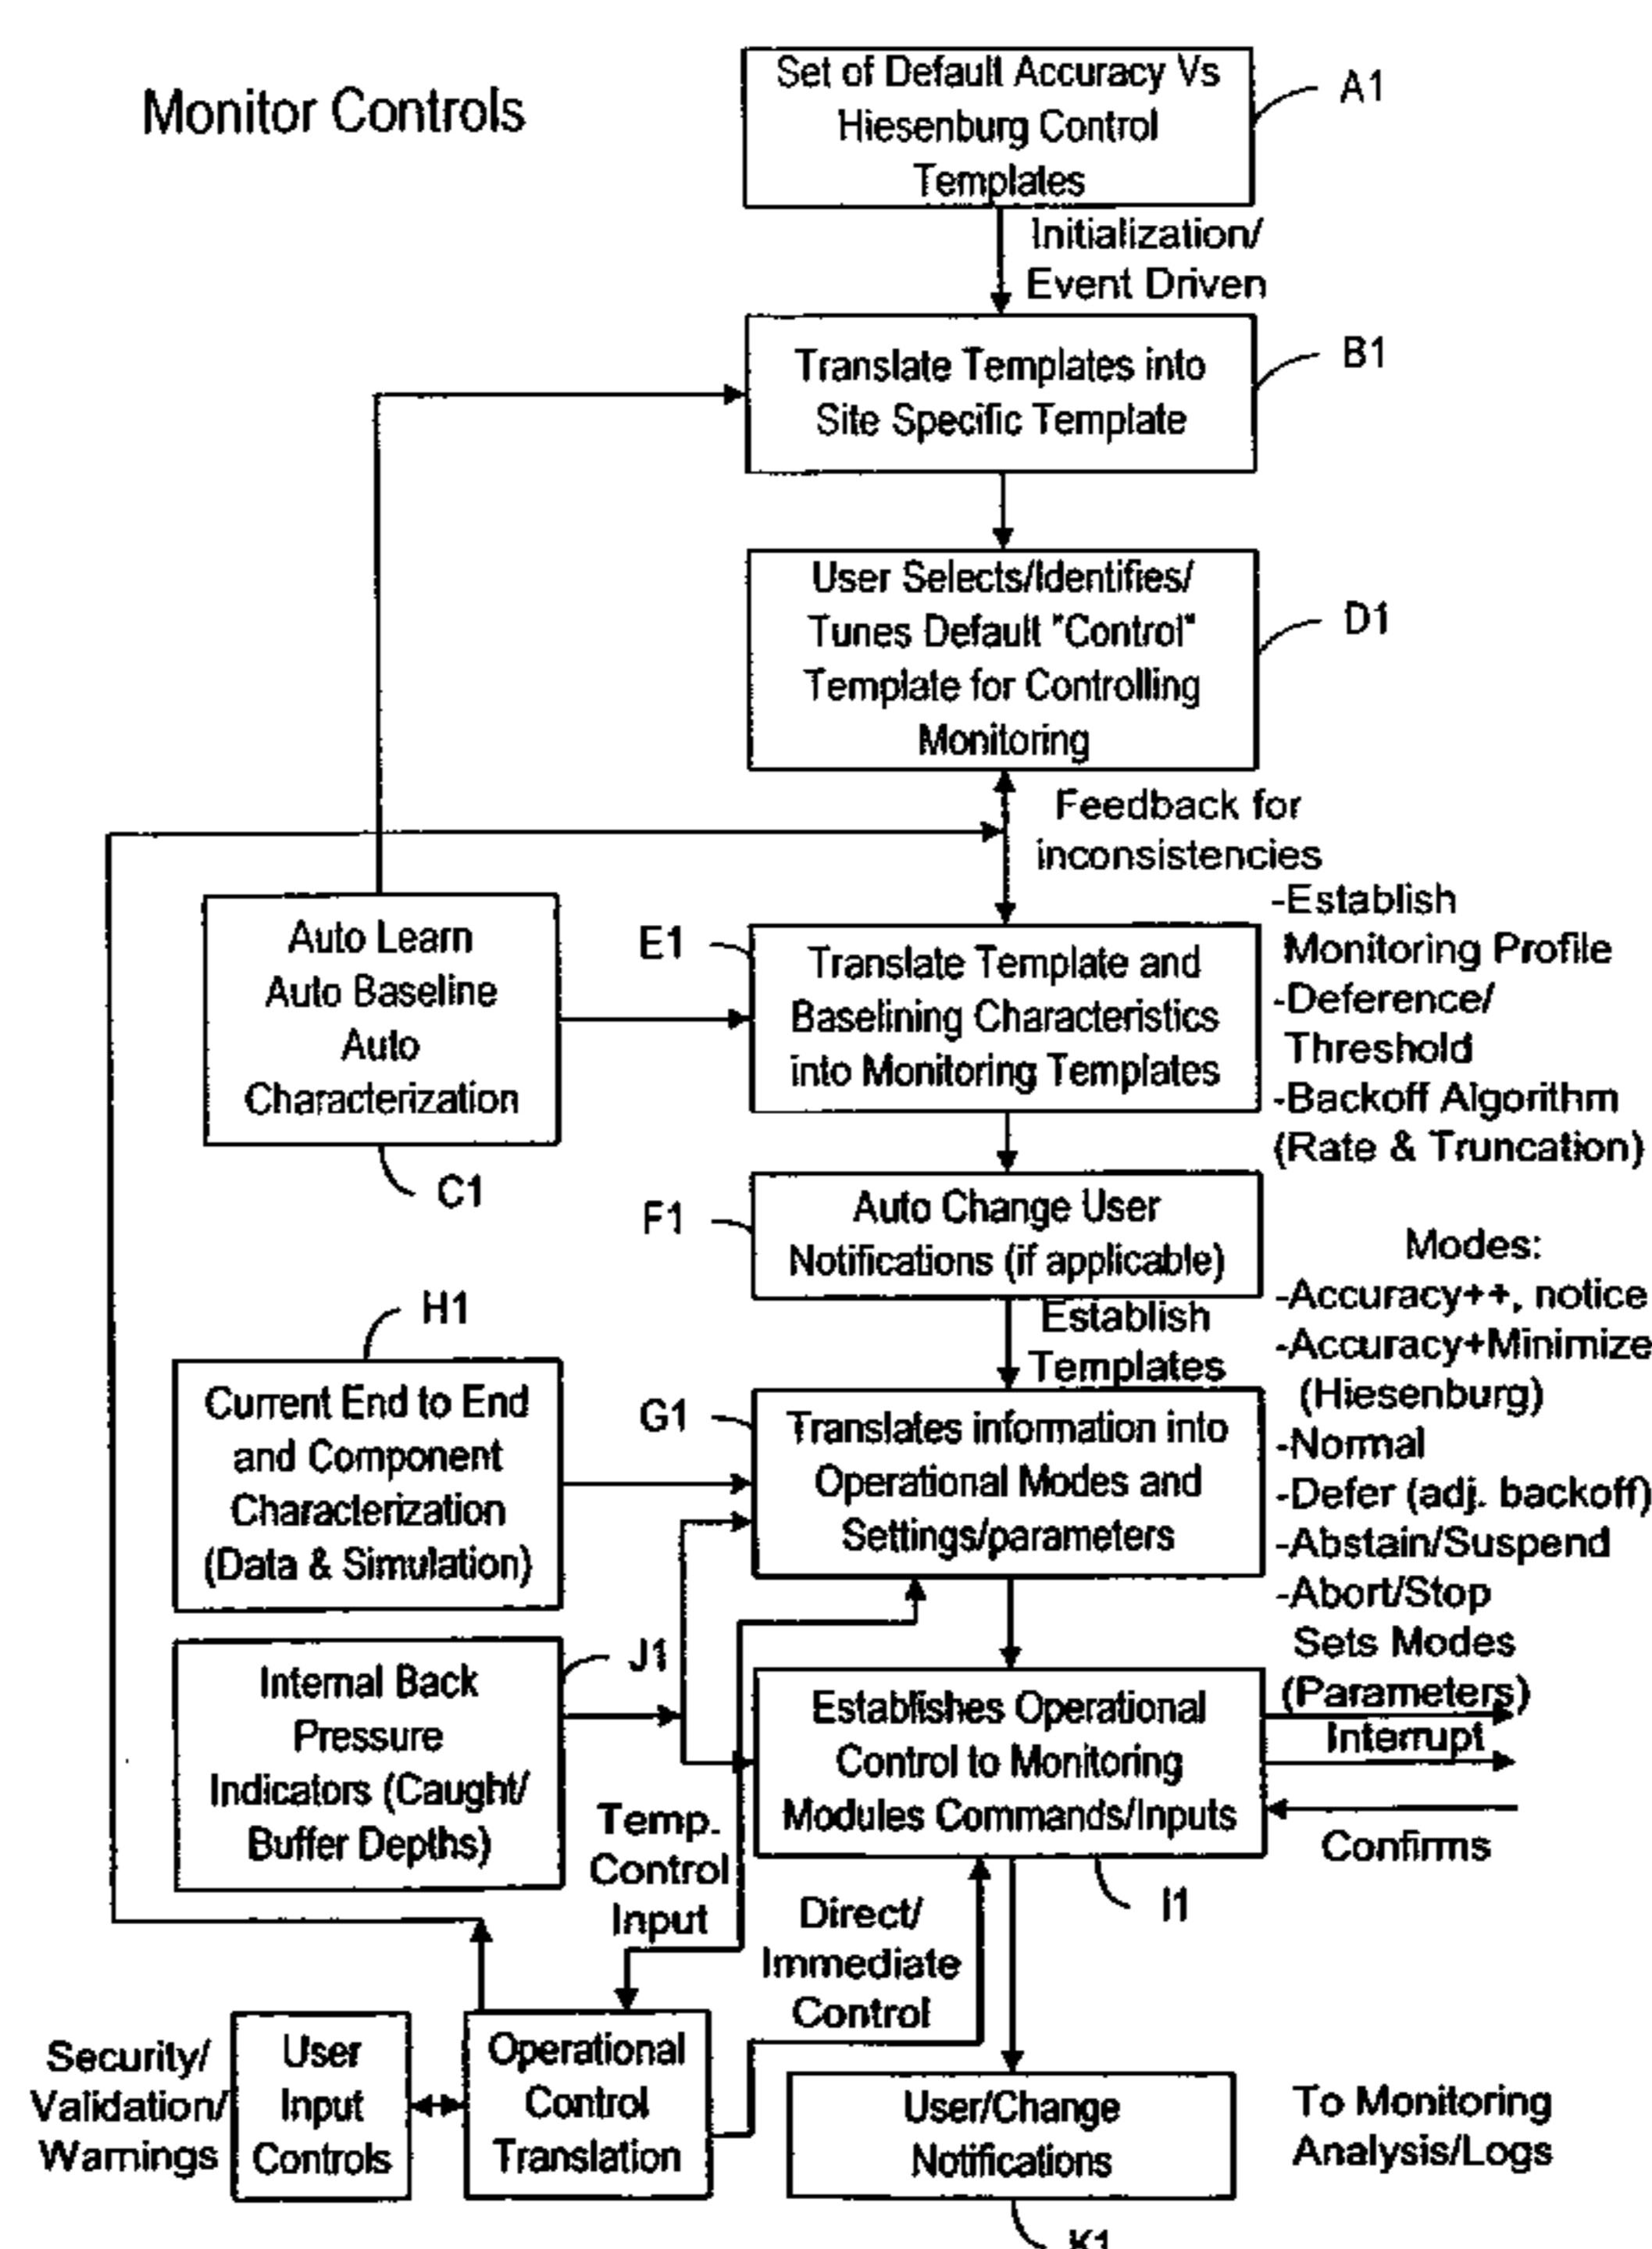 Monitor Controls
Set of Default Accuracy Vs
Hiesenburg Control
Templates
A1
Initialization/
Event Driven
Translate Templates into
Site Specific Template
B1
User Selects/Identifies/
Tunes Default "Control"
Template for Controlling
Monitoring
D1
Feedback for
inconsistencies
Auto Learn
Auto Baseline
Auto
Characterization
C1
E1
Translate Template and
Baselining Characteristics
into Monitoring Templates
-Establish
Monitoring Profile
-Deference/
Threshold
-Backoff Algorithm
(Rate & Truncation)
F1
Auto Change User
Notifications (if applicable)
Establish
Templates
Modes:
-Accuracy++, notice
-Accuracy+Minimize
(Hiesenburg)
-Normal
-Defer (adj. backoff)
-Abstain/Suspend
-Abort/Stop
Sets Modes
(Parameters)
Interrupt
Confirms
H1
Current End to End
and Component
Characterization
(Data & Simulation)
G1
Translates information into
Operational Modes and
Settings/parameters
J1
Internal Back
Pressure
Indicators (Caught/
Buffer Depths)
Establishes Operational
Control to Monitoring
Modules Commands/Inputs
I1
Temp.
Control
Input
Direct/
Immediate
Control
Security/
Validation/
Warnings
User
Input
Controls
Operational
Control
Translation
User/Change
Notifications
K1
To Monitoring
Analysis/Logs